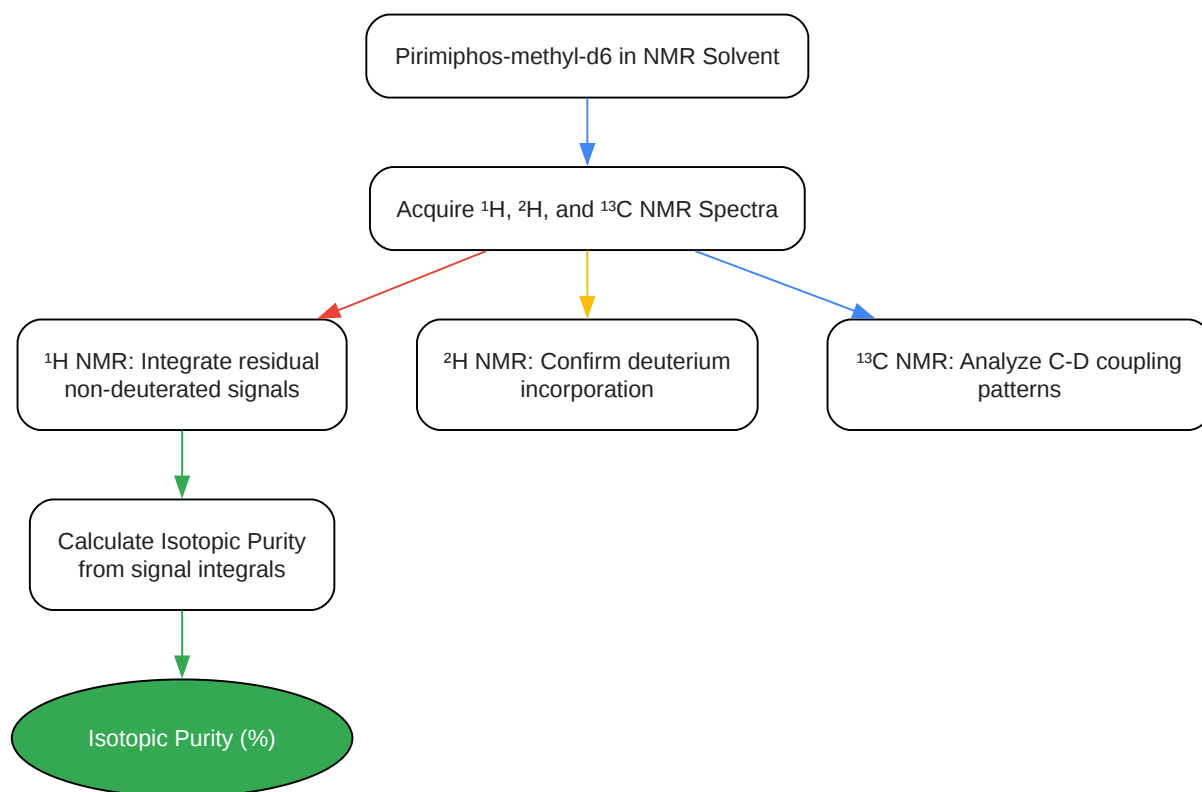 Pirimiphos-methyl-d6 in NMR Solvent
Acquire ¹H, ²H, and ¹³C NMR Spectra
¹H NMR: Integrate residual
non-deuterated signals
²H NMR: Confirm deuterium
incorporation
¹³C NMR: Analyze C-D coupling
patterns
Calculate Isotopic Purity
from signal integrals
Isotopic Purity (%)